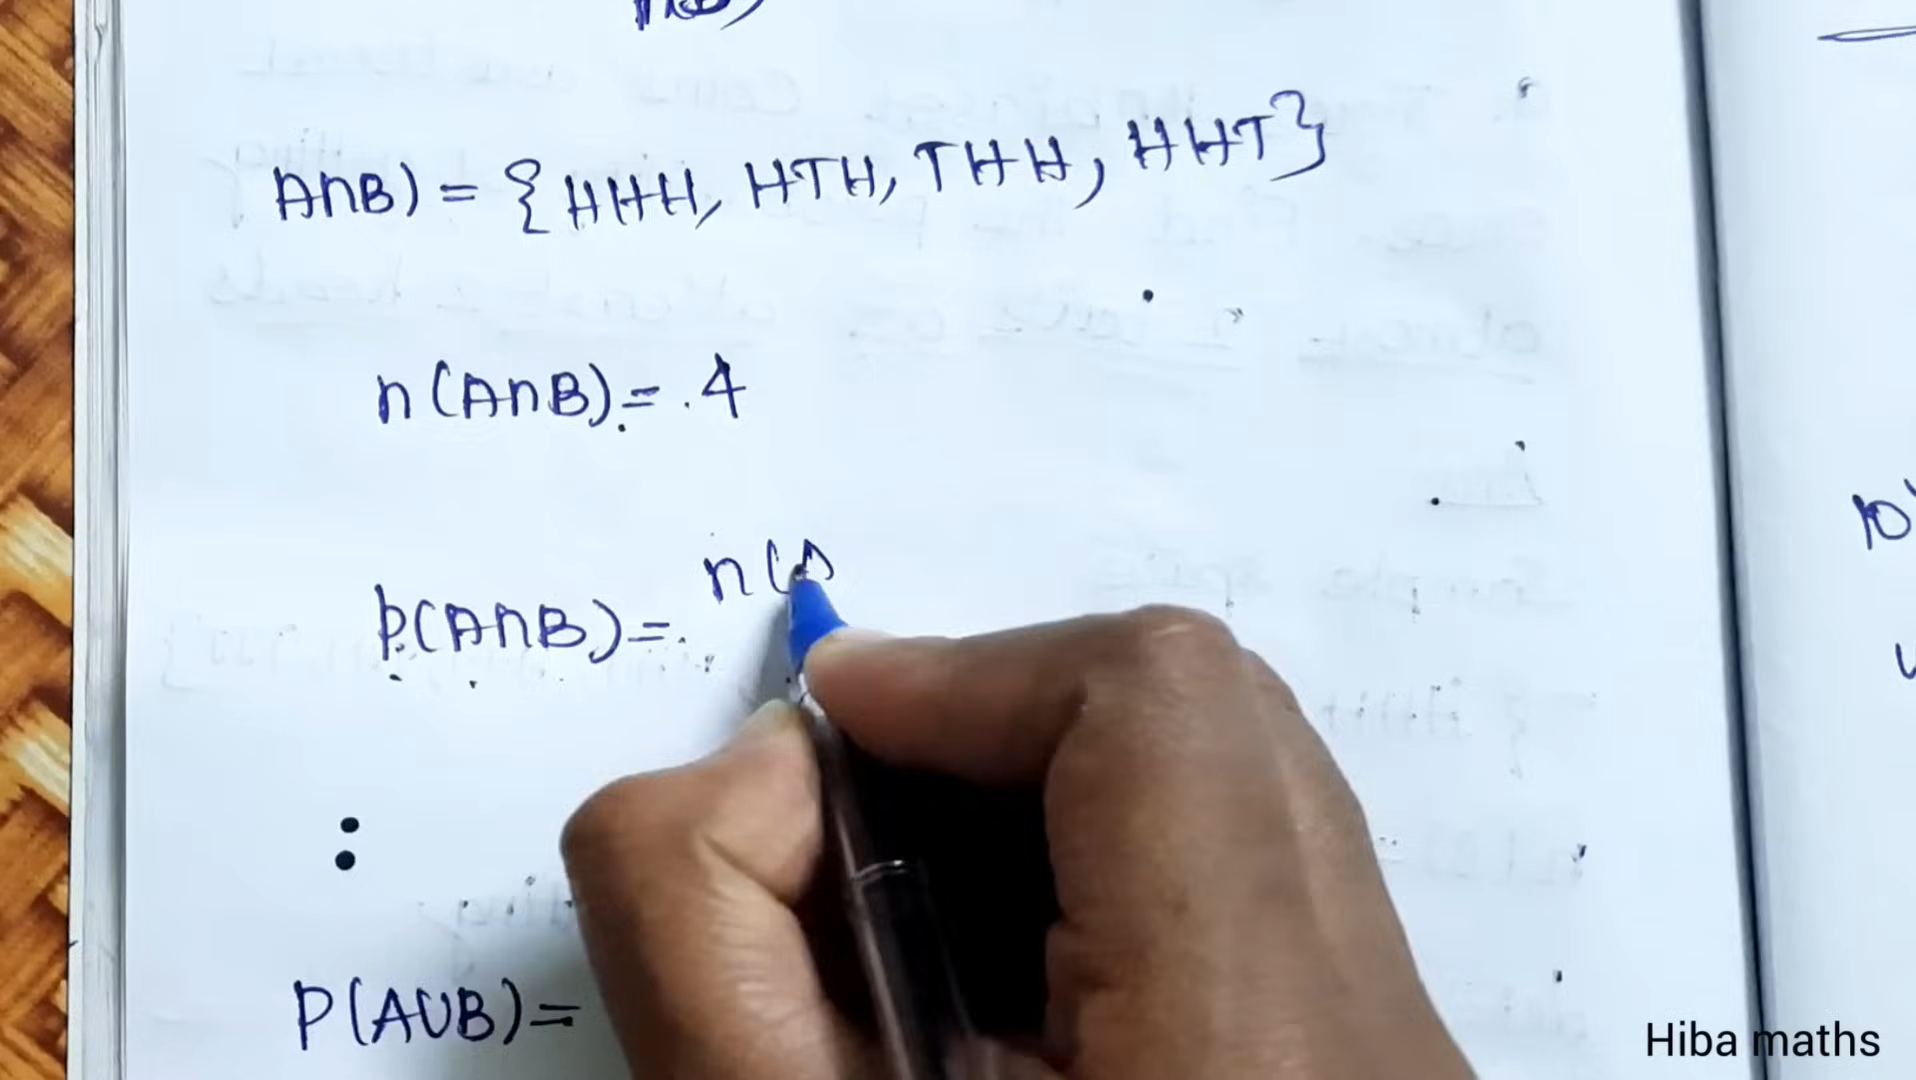 A∩B) = {HHH, HTH, THH, HHT}
n(A∩B) = 4
n(A
P(A∩B) =
P(A∪B) =
Hiba maths